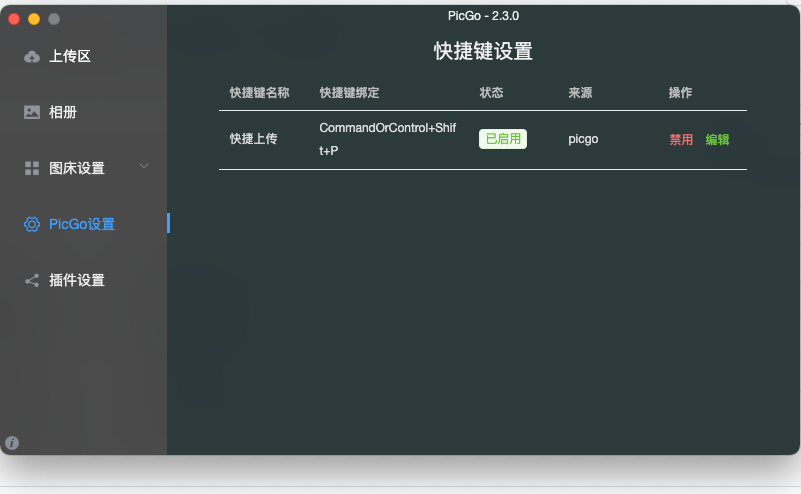 PicGo - 2.3.0
上传区
相册
图床设置
PicGo设置
插件设置
快捷键设置
快捷键名称 快捷键绑定 状态 来源 操作
快捷上传 CommandOrControl+Shif
t+P 已启用 picgo 禁用 编辑